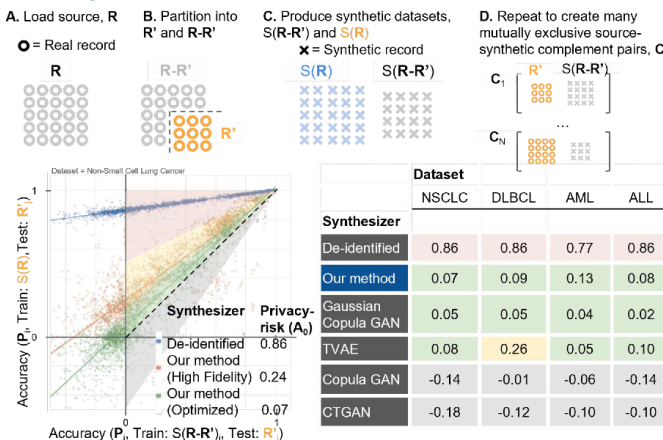 A. Load source, R
= Real record
R
B. Partition into
R' and R-R'
R-R'
R'
C. Produce synthetic datasets,
S(R-R') and S(R)
= Synthetic record
S(R) S(R-R')
D. Repeat to create many
mutually exclusive source-
synthetic complement pairs, C
R' S(R-R')
C1
...
CN
Dataset = Non-Small Cell Lung Cancer
1
0
Accuracy (Pi, Train: S(R), Test: R'i)
Synthesizer Privacy-
risk (A0)
De-identified 0.86
Our method
(High Fidelity) 0.24
Our method
(Optimized) 0.07
0 1
Accuracy (Pi, Train: S(R-R')i, Test: R')
Dataset
NSCLC DLBCL AML ALL
Synthesizer
De-identified 0.86 0.86 0.77 0.86
Our method 0.07 0.09 0.13 0.08
Gaussian
Copula GAN 0.05 0.05 0.04 0.02
TVAE 0.08 0.26 0.05 0.10
Copula GAN -0.14 -0.01 -0.06 -0.14
CTGAN -0.18 -0.12 -0.10 -0.10